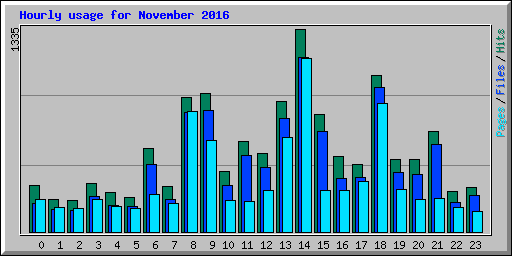 Hourly usage for November 2016
1335
Pages/Files/Hits
0 1 2 3 4 5 6 7 8 9 10 11 12 13 14 15 16 17 18 19 20 21 22 23